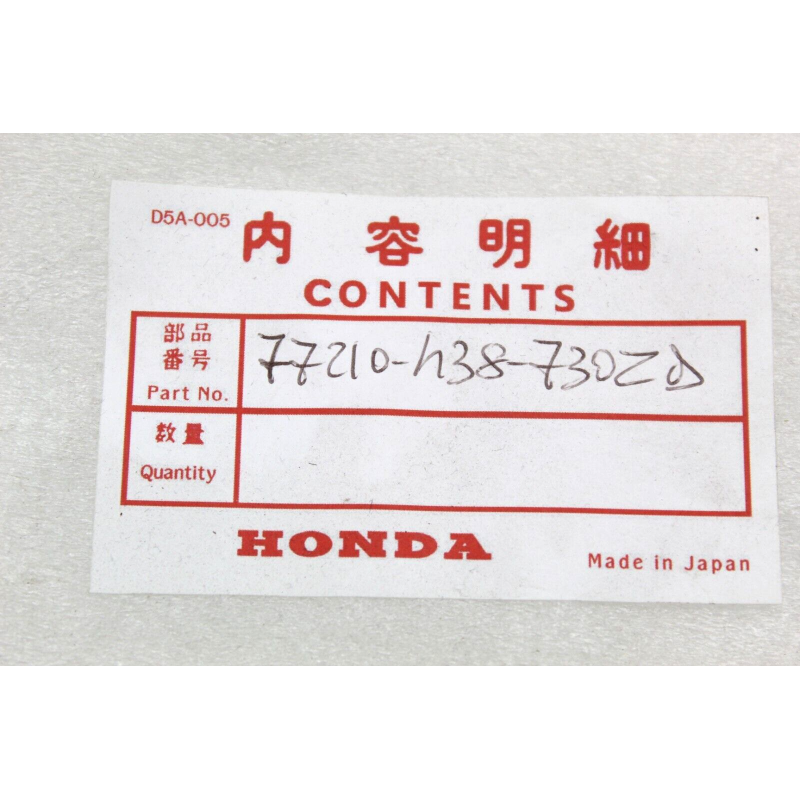 D5A-005
内容明細
CONTENTS
部品
番号
Part No.
77210-h38-730ZD
数量
Quantity
HONDA
Made in Japan